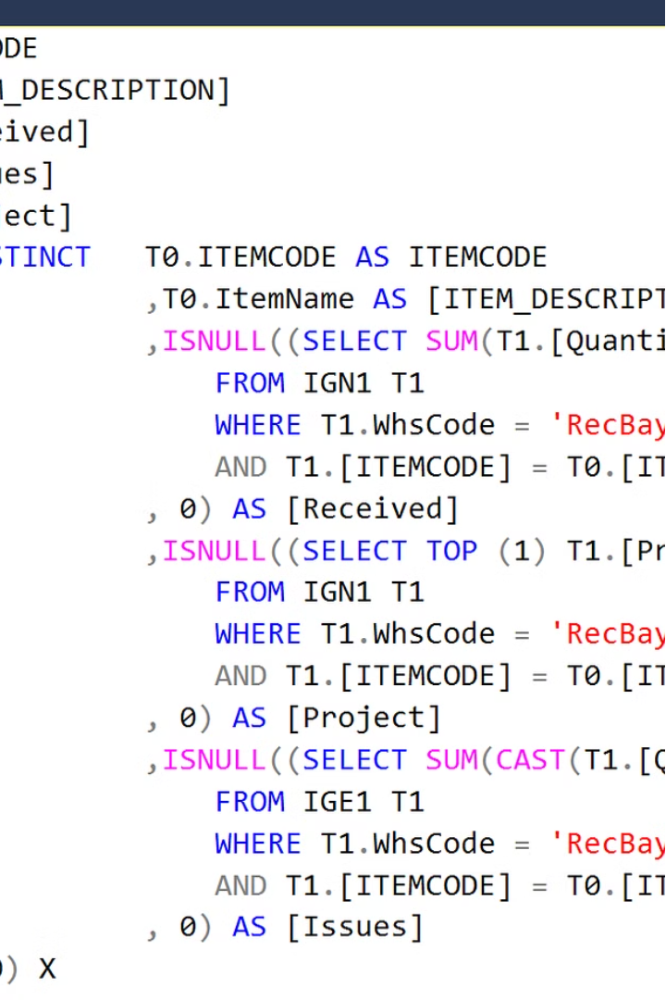 ODE
M_DESCRIPTION]
eived]
ues]
ject]
STINCT T0.ITEMCODE AS ITEMCODE
,T0.ItemName AS [ITEM_DESCRIPT
,ISNULL((SELECT SUM(T1.[Quanti
FROM IGN1 T1
WHERE T1.WhsCode = 'RecBay
AND T1.[ITEMCODE] = T0.[IT
, 0) AS [Received]
,ISNULL((SELECT TOP (1) T1.[Pr
FROM IGN1 T1
WHERE T1.WhsCode = 'RecBay
AND T1.[ITEMCODE] = T0.[IT
, 0) AS [Project]
,ISNULL((SELECT SUM(CAST(T1.[Q
FROM IGE1 T1
WHERE T1.WhsCode = 'RecBay
AND T1.[ITEMCODE] = T0.[IT
, 0) AS [Issues]
) X